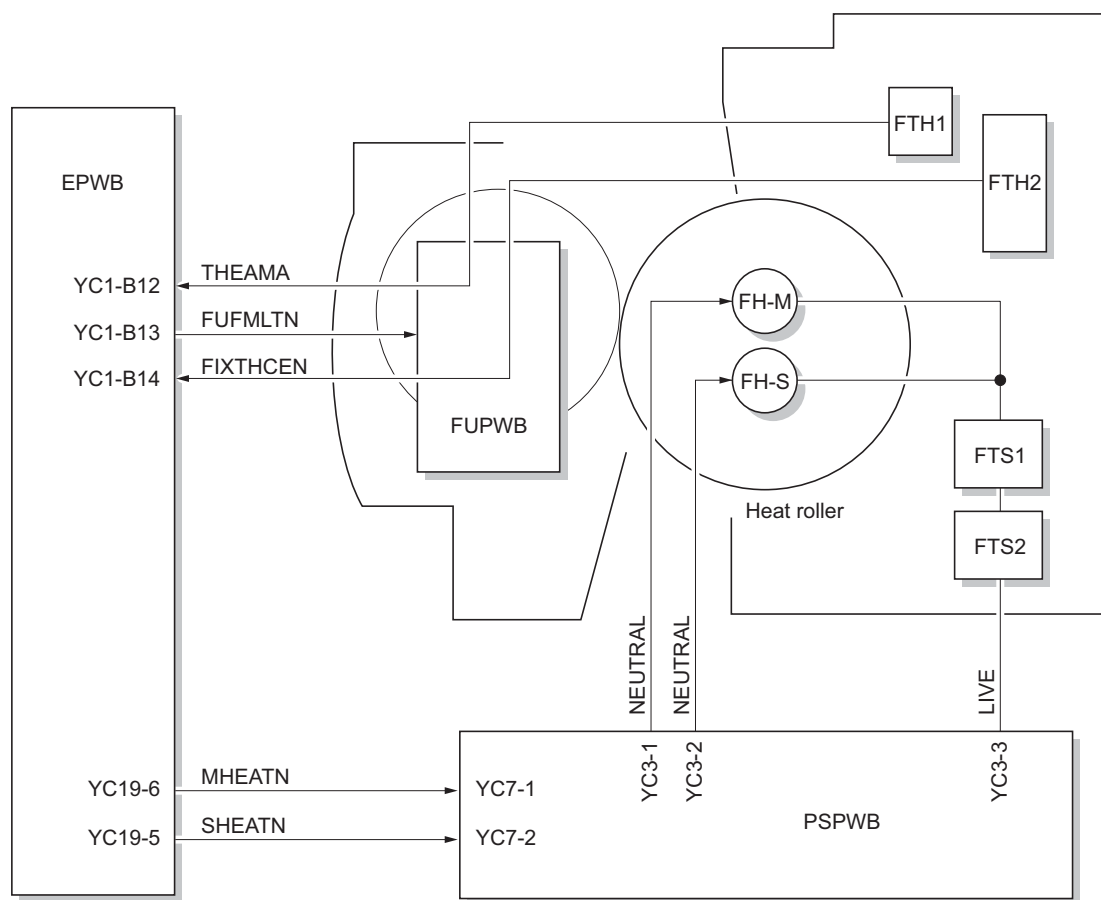 FTH1
EPWB
FTH2
YC1-B12
THEAMA
YC1-B13
FUFMLTN
FH-M
YC1-B14
FIXTHCEN
FH-S
FUPWB
FTS1
Heat roller
FTS2
NEUTRAL
NEUTRAL
LIVE
YC3-1
YC3-2
YC3-3
YC19-6
MHEATN
YC7-1
PSPWB
YC19-5
SHEATN
YC7-2